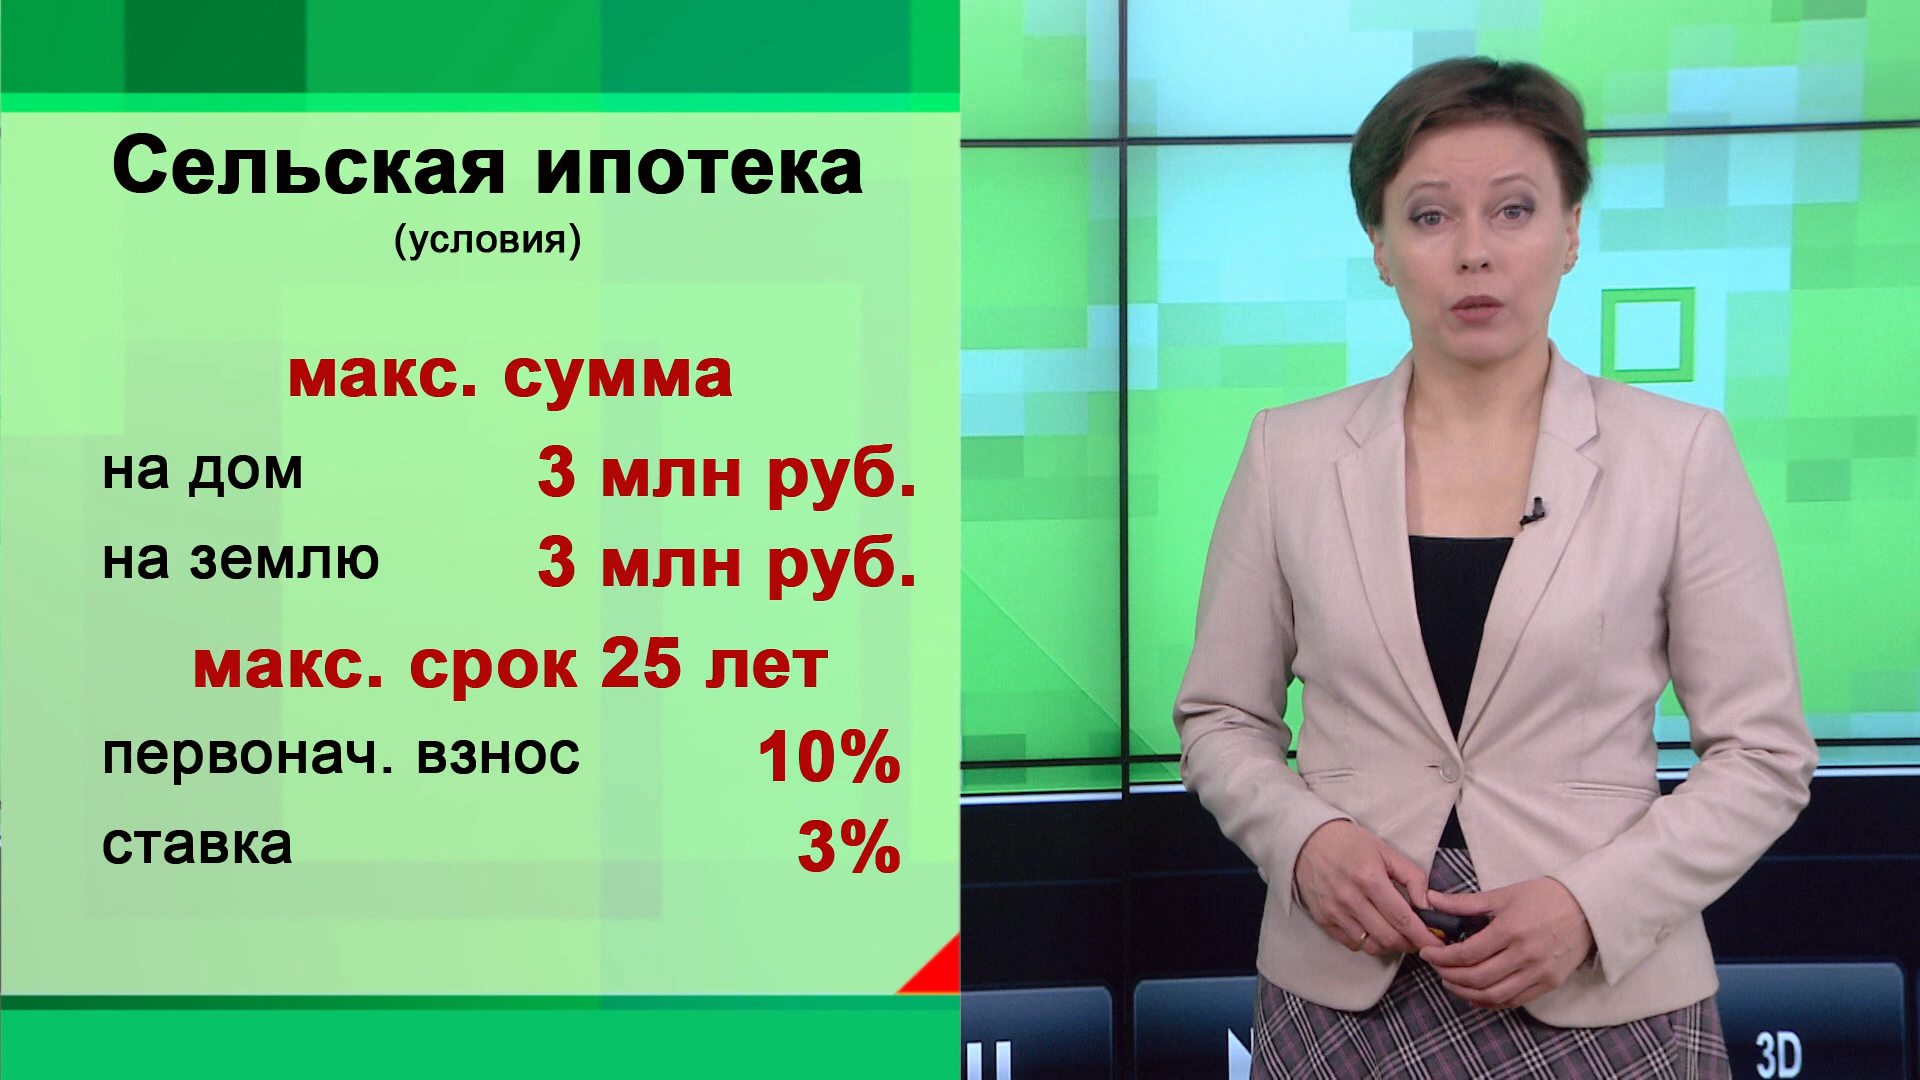 Сельская ипотека
(условия)
макс. сумма
на дом 3 млн руб.
на землю 3 млн руб.
макс. срок 25 лет
первонач. взнос 10%
ставка 3%
3D